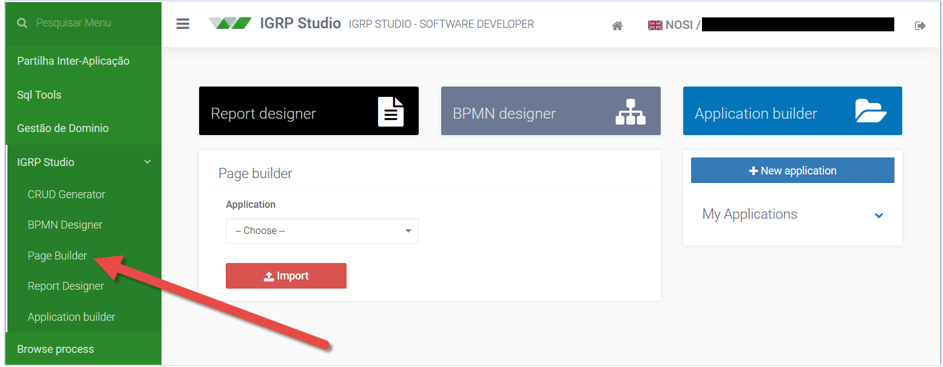 Pesquisar Menu
IGRP Studio IGRP STUDIO - SOFTWARE DEVELOPER
NOSI /
Partilha Inter-Aplicação
Sql Tools
Gestão de Dominio
IGRP Studio
CRUD Generator
BPMN Designer
Page Builder
Report Designer
Application builder
Browse process
Report designer
BPMN designer
Application builder
Page builder
Application
-- Choose --
Import
New application
My Applications